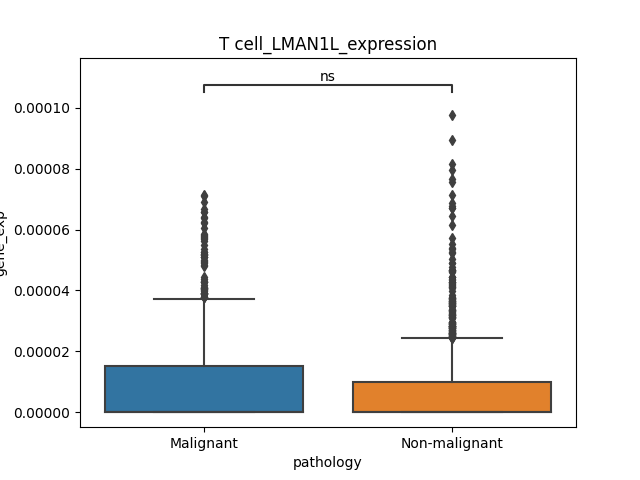 T cell_LMAN1L_expression
ns
0.00010
0.00008
0.00006
0.00004
0.00002
0.00000
gene_exp
Malignant
Non-malignant
pathology